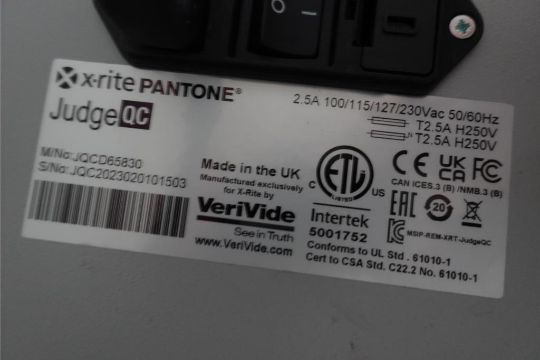 O I
x-rite PANTONE®
Judge QC
2.5A 100/115/127/230Vac 50/60Hz
T2.5A H250V
N T2.5A H250V
M/No:JQCD65830
S/No: JQC2023020101503
Made in the UK
Manufactured exclusively
for X-Rite by
VeriVide
See in Truth
www.VeriVide.com
C ETL US
LISTED
Intertek
5001752
Conforms to UL Std. 61010-1
Cert to CSA Std. C22.2 No. 61010-1
CE UK CA FC
CAN ICES.3 (B) /NMB.3 (B)
EAC 20
MSIP-REM-XRT-JudgeQC